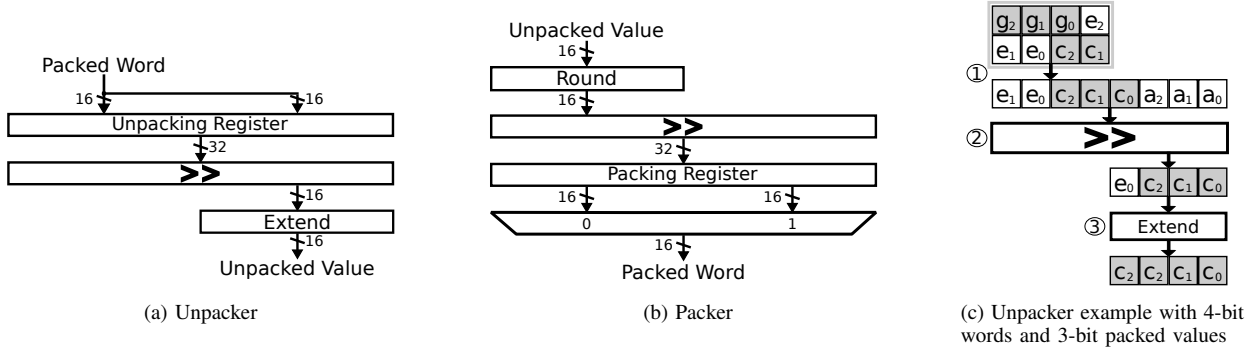 Packed Word
16 16
Unpacking Register
32
>>
16
Extend
16
Unpacked Value
(a) Unpacker
Unpacked Value
16
Round
16
>>
32
Packing Register
16 16
0 1
16
Packed Word
(b) Packer
g₂ g₁ g₀ e₂
e₁ e₀ c₂ c₁
①
e₁ e₀ c₂ c₁ c₀ a₂ a₁ a₀
② >>
e₀ c₂ c₁ c₀
③ Extend
c₂ c₂ c₁ c₀
(c) Unpacker example with 4-bit
words and 3-bit packed values